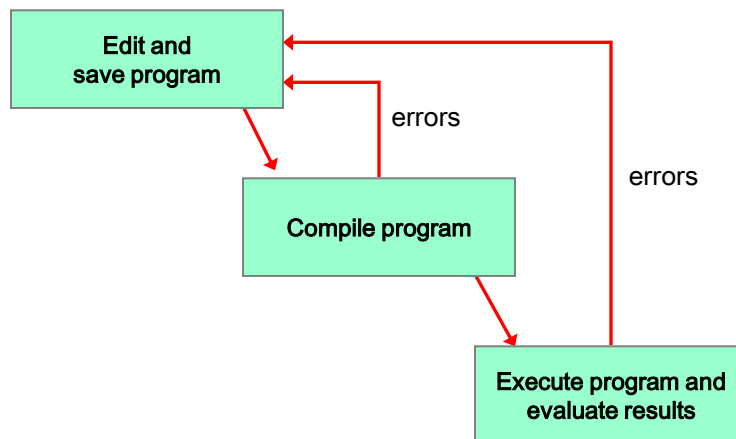 Edit and
save program
errors
errors
Compile program
Execute program and
evaluate results